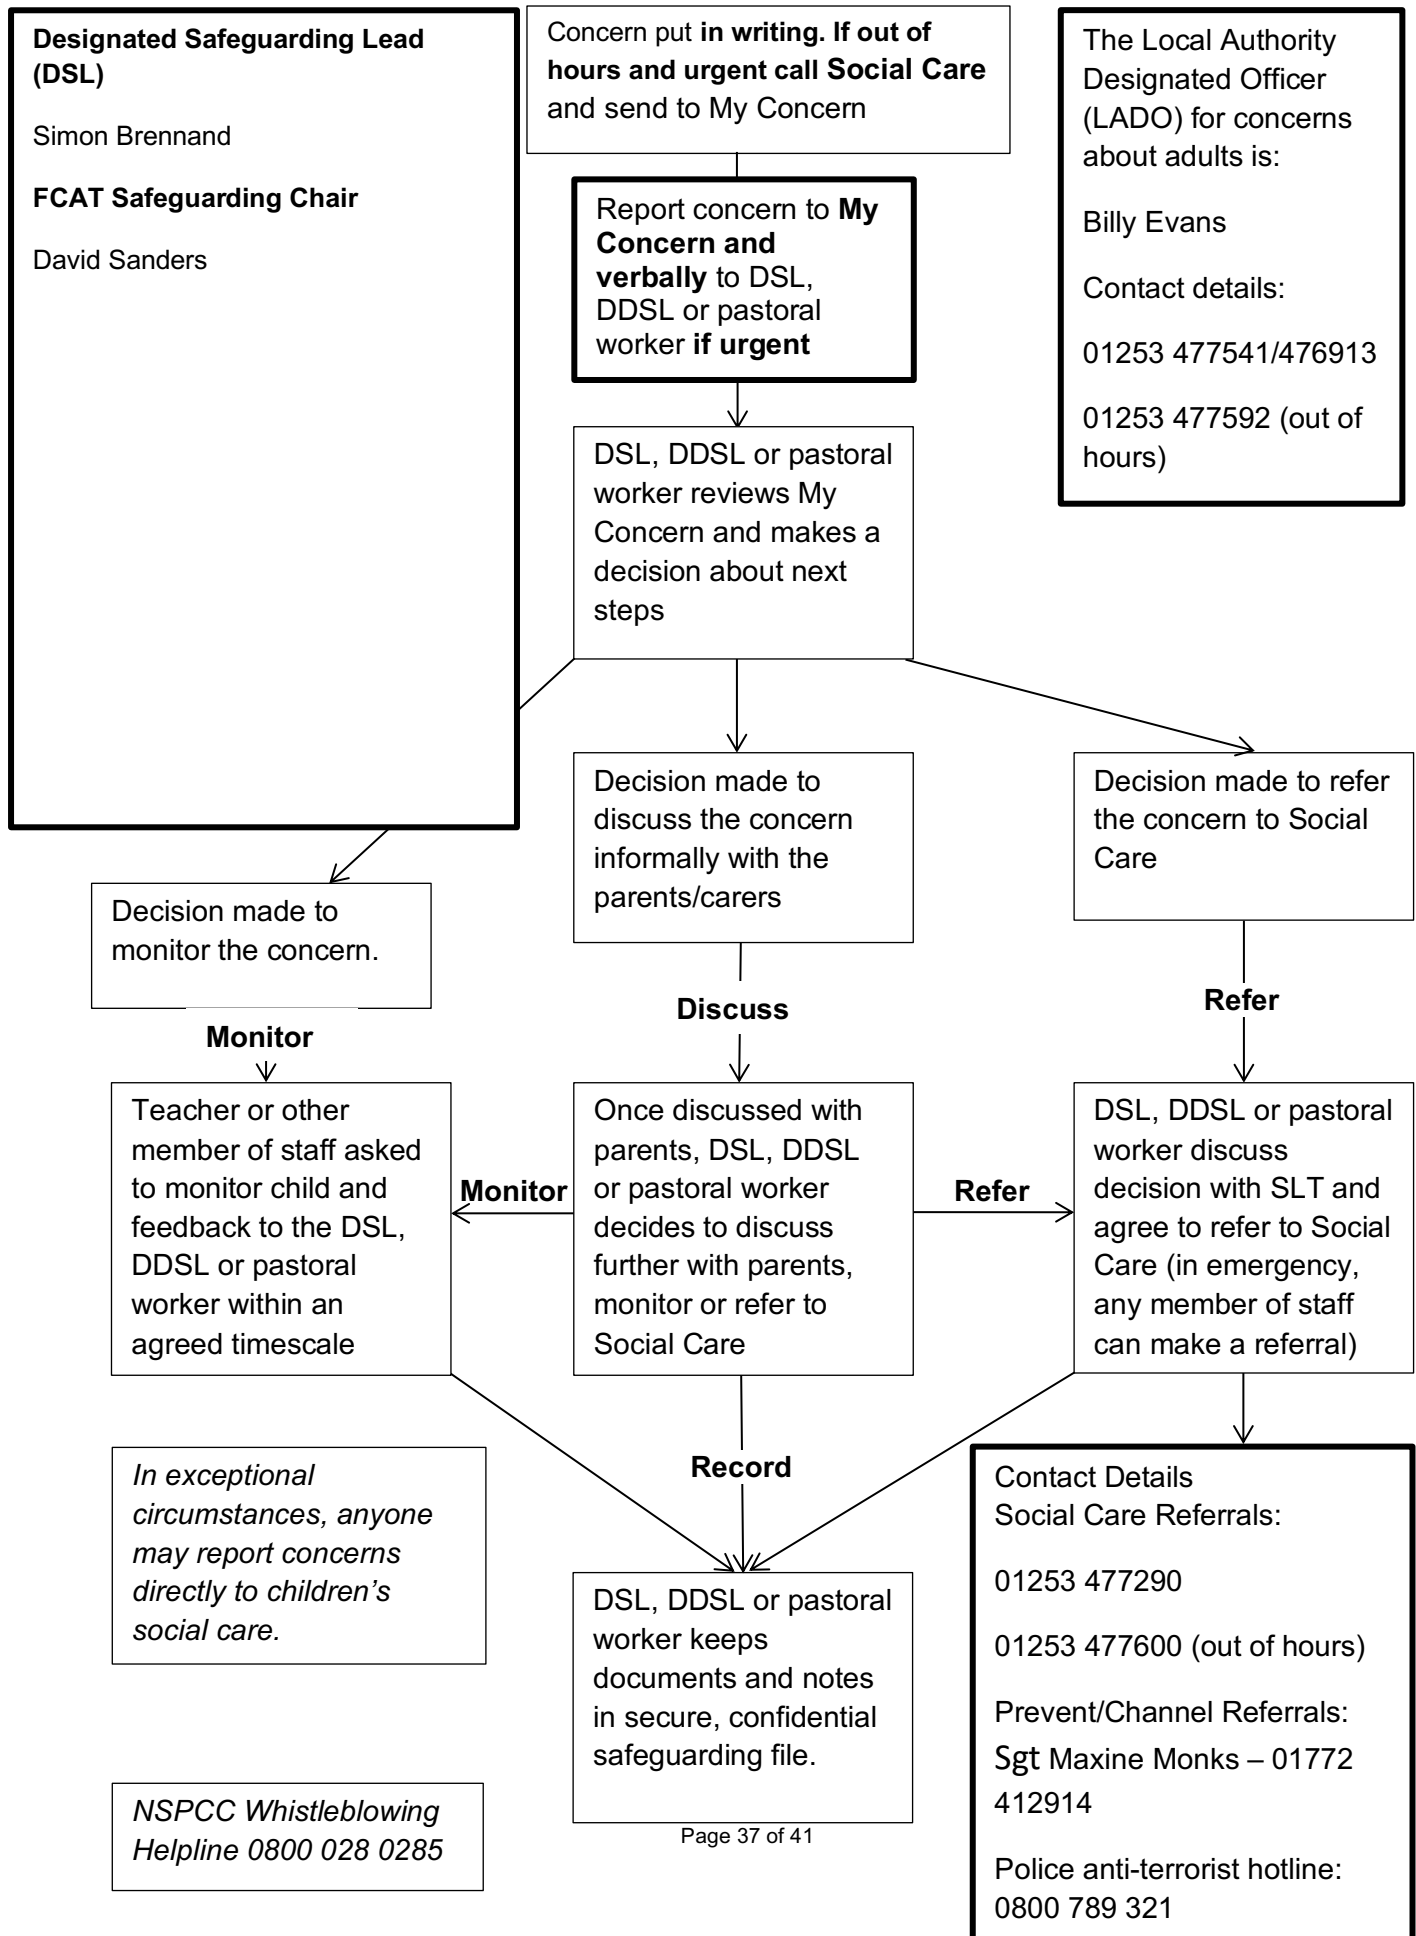 Designated Safeguarding Lead
(DSL)
Simon Brennand
FCAT Safeguarding Chair
David Sanders
Concern put in writing. If out of
hours and urgent call Social Care
and send to My Concern
The Local Authority
Designated Officer
(LADO) for concerns
about adults is:
Billy Evans
Contact details:
01253 477541/476913
01253 477592 (out of
hours)
Report concern to My
Concern and
verbally to DSL,
DDSL or pastoral
worker if urgent
DSL, DDSL or pastoral
worker reviews My
Concern and makes a
decision about next
steps
Decision made to
monitor the concern.
Decision made to
discuss the concern
informally with the
parents/carers
Decision made to refer
the concern to Social
Care
Monitor
Discuss
Refer
Teacher or other
member of staff asked
to monitor child and
feedback to the DSL,
DDSL or pastoral
worker within an
agreed timescale
Monitor
Once discussed with
parents, DSL, DDSL
or pastoral worker
decides to discuss
further with parents,
monitor or refer to
Social Care
Refer
DSL, DDSL or pastoral
worker discuss
decision with SLT and
agree to refer to Social
Care (in emergency,
any member of staff
can make a referral)
In exceptional
circumstances, anyone
may report concerns
directly to children’s
social care.
Record
DSL, DDSL or pastoral
worker keeps
documents and notes
in secure, confidential
safeguarding file.
Contact Details
Social Care Referrals:
01253 477290
01253 477600 (out of hours)
Prevent/Channel Referrals:
Sgt Maxine Monks – 01772
412914
Police anti-terrorist hotline:
0800 789 321
NSPCC Whistleblowing
Helpline 0800 028 0285
Page 37 of 41